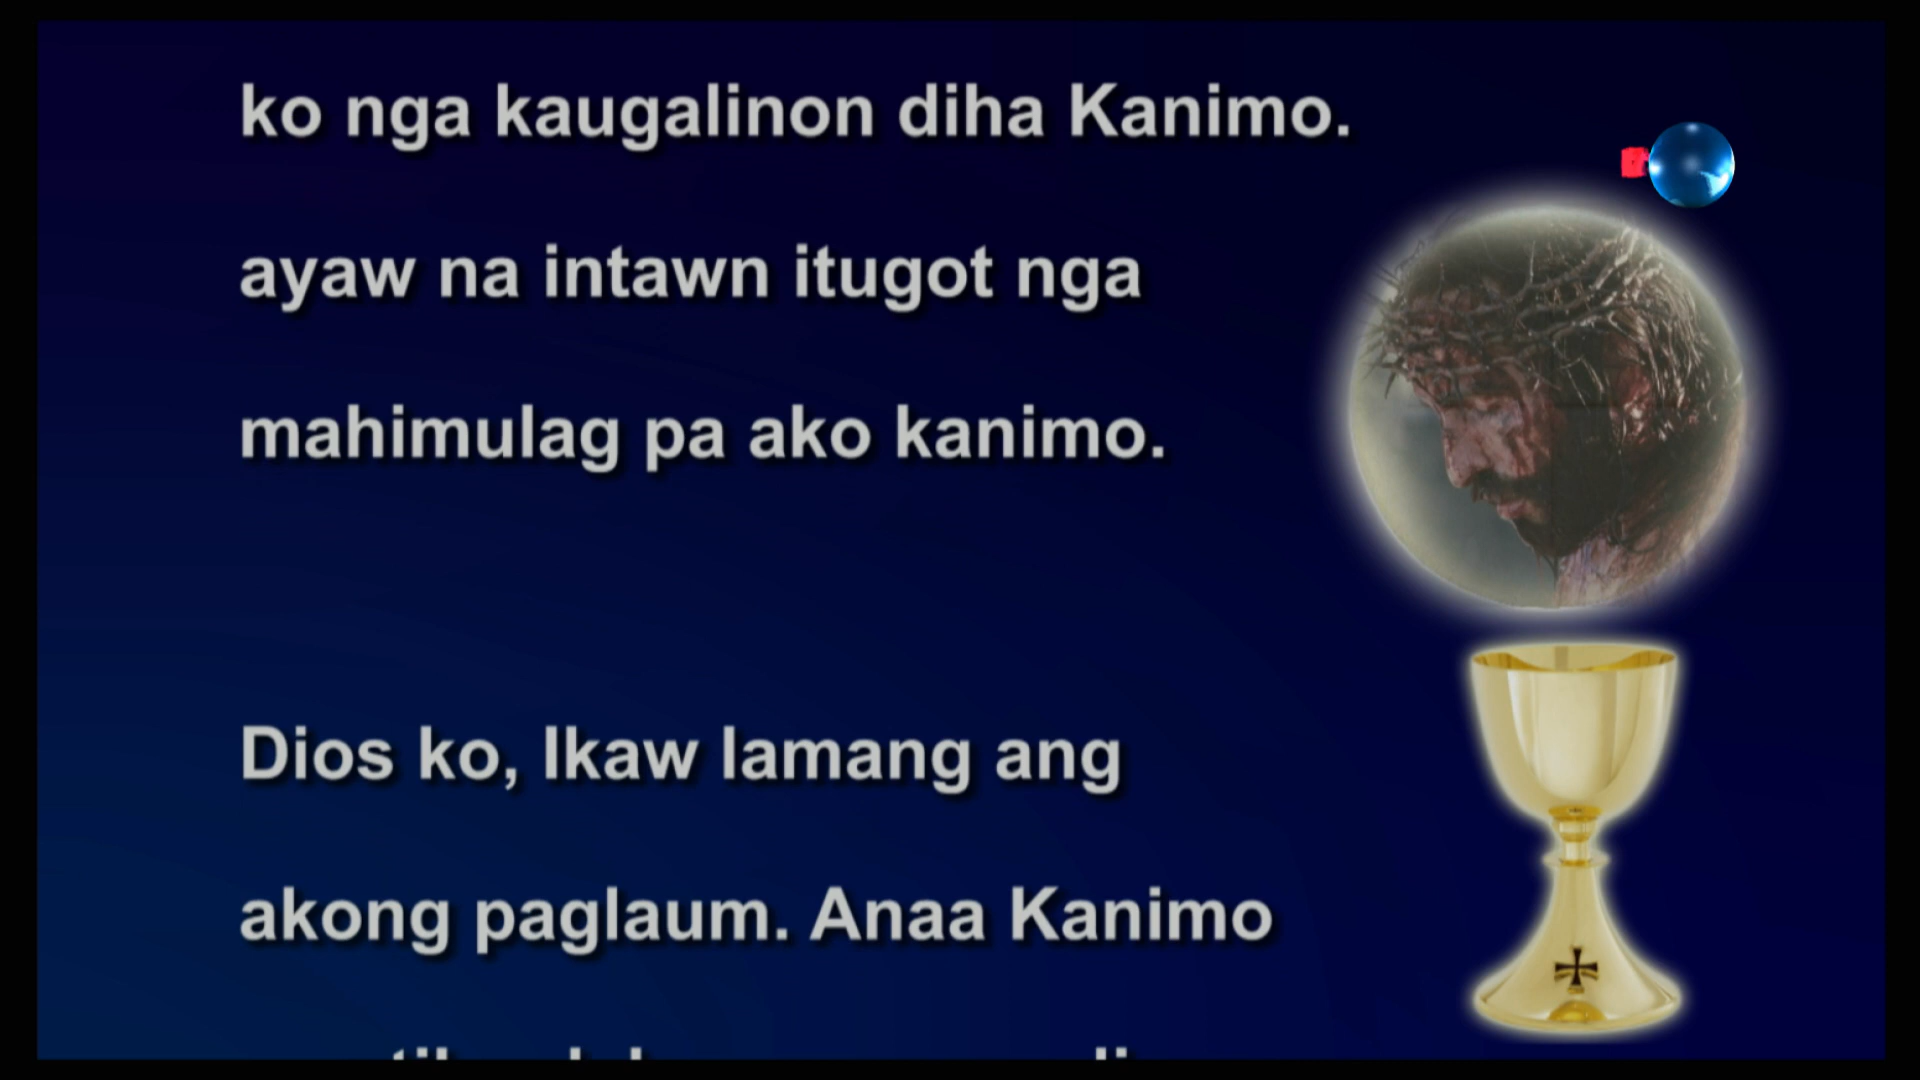 ko nga kaugalinon diha Kanimo.
ayaw na intawn itugot nga
mahimulag pa ako kanimo.
Dios ko, Ikaw lamang ang
akong paglaum. Anaa Kanimo